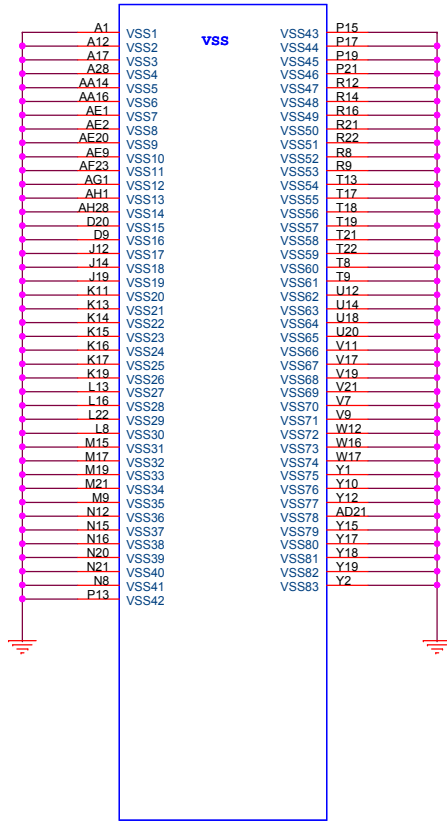 vss
A1 VSS1 VSS43 P15
A12 VSS2 VSS44 P17
A17 VSS3 VSS45 P19
A28 VSS4 VSS46 P21
AA14 VSS5 VSS47 R12
AA16 VSS6 VSS48 R14
AE1 VSS7 VSS49 R16
AE2 VSS8 VSS50 R21
AE20 VSS9 VSS51 R22
AE9 VSS10 VSS52 R8
AF23 VSS11 VSS53 R9
AG1 VSS12 VSS54 T13
AH1 VSS13 VSS55 T17
AH28 VSS14 VSS56 T18
D20 VSS15 VSS57 T19
D9 VSS16 VSS58 T21
J12 VSS17 VSS59 T22
J14 VSS18 VSS60 T8
J19 VSS19 VSS61 T9
K11 VSS20 VSS62 U12
K13 VSS21 VSS63 U14
K14 VSS22 VSS64 U18
K15 VSS23 VSS65 U20
K16 VSS24 VSS66 V11
K17 VSS25 VSS67 V17
K19 VSS26 VSS68 V19
L13 VSS27 VSS69 V21
L16 VSS28 VSS70 V7
L22 VSS29 VSS71 V9
L8 VSS30 VSS72 W12
M15 VSS31 VSS73 W16
M17 VSS32 VSS74 W17
M19 VSS33 VSS75 Y1
M21 VSS34 VSS76 Y10
M9 VSS35 VSS77 Y12
N12 VSS36 VSS78 AD21
N15 VSS37 VSS79 Y15
N16 VSS38 VSS80 Y17
N20 VSS39 VSS81 Y18
N21 VSS40 VSS82 Y19
N8 VSS41 VSS83 Y2
P13 VSS42